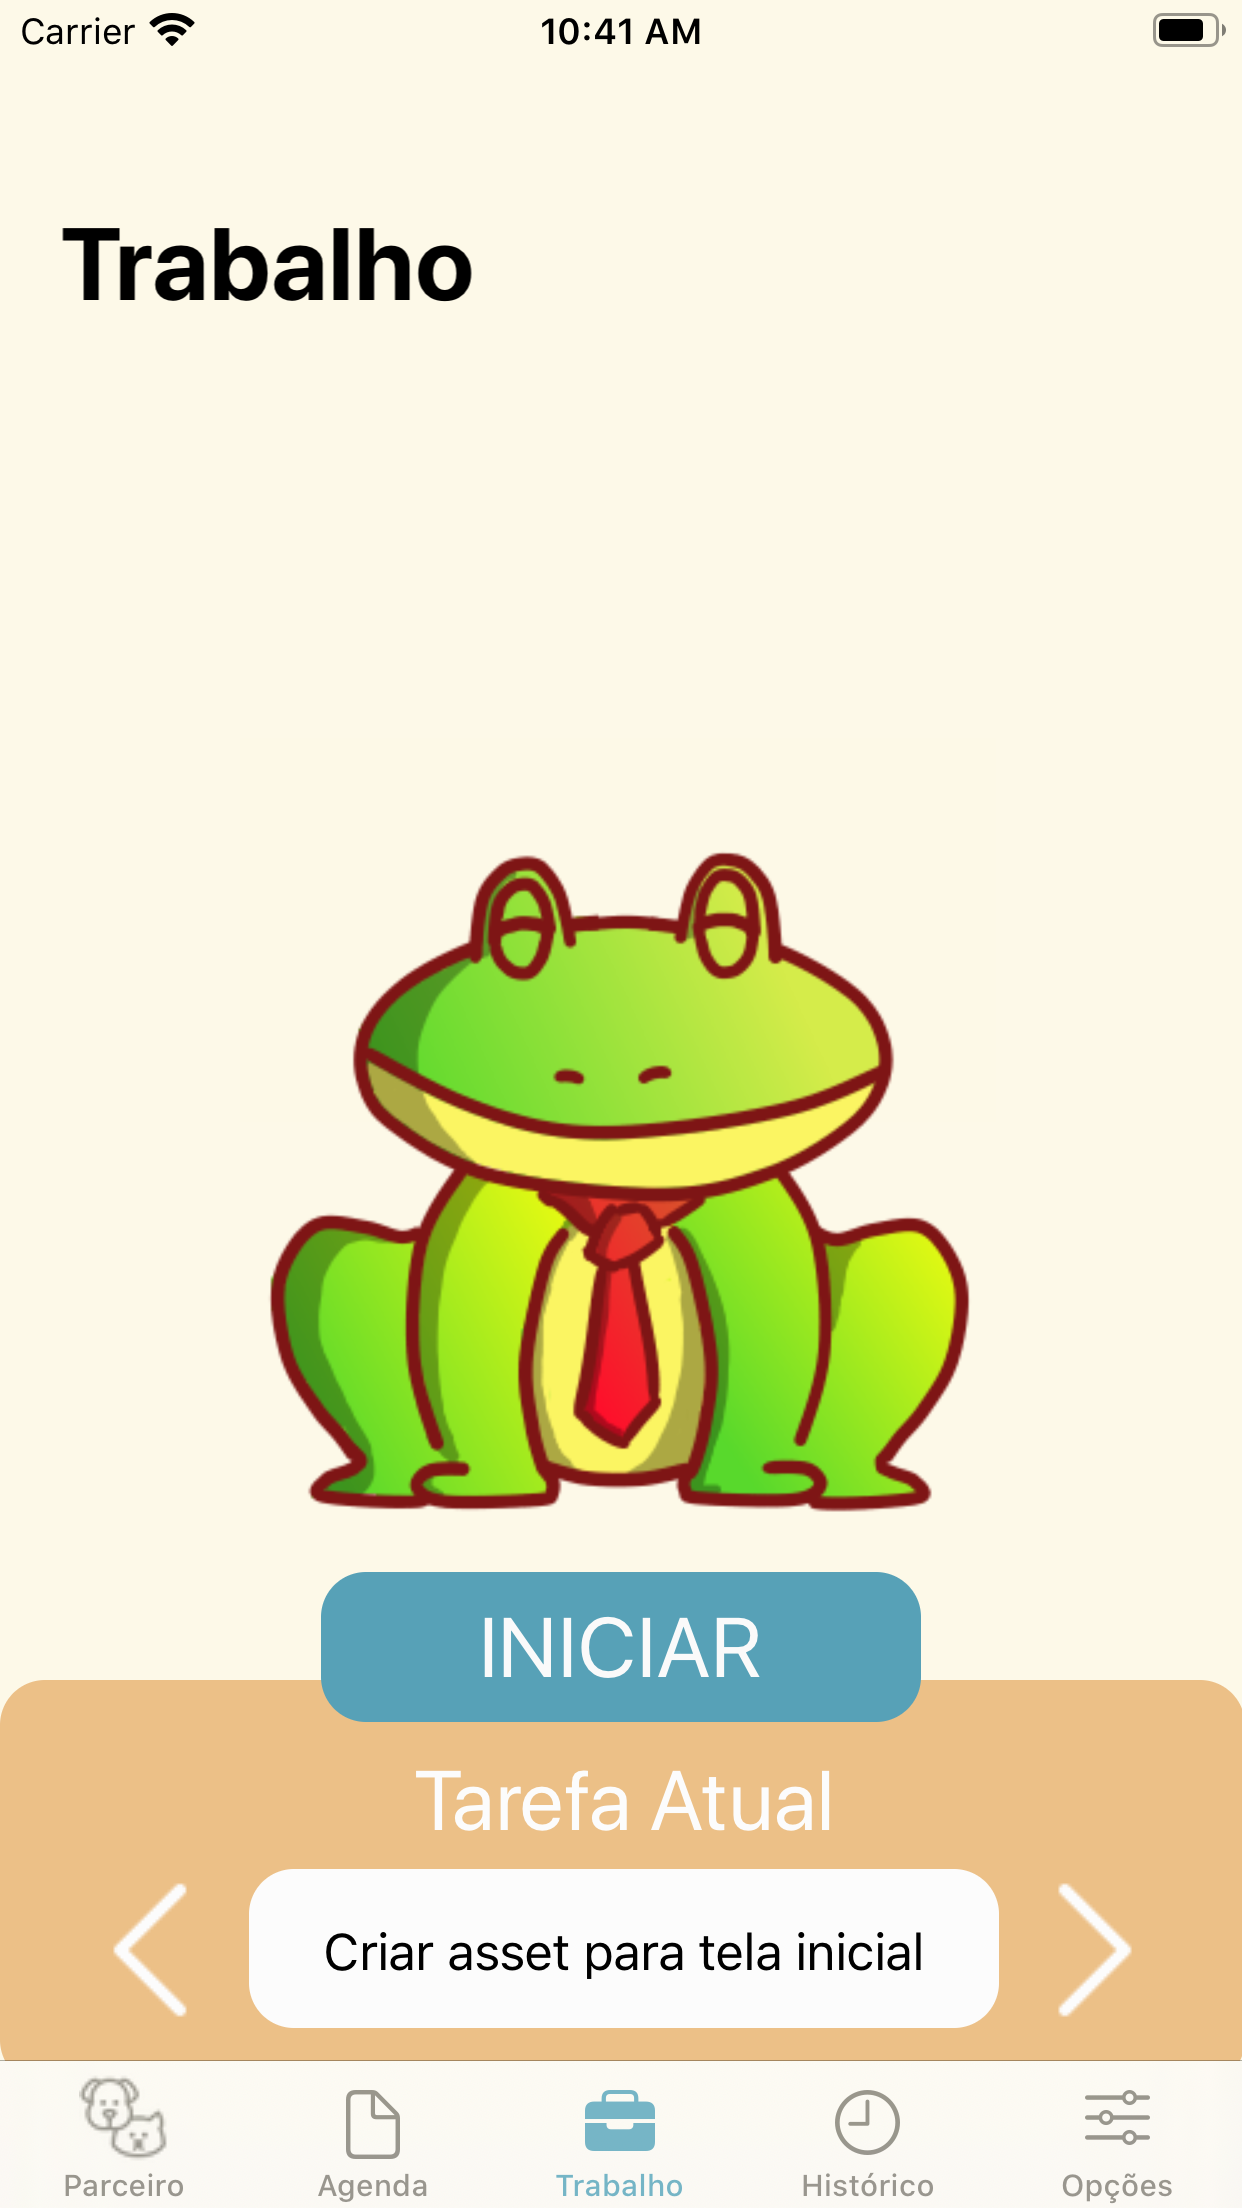 Carrier 10:41 AM
Trabalho
INICIAR
Tarefa Atual
Criar asset para tela inicial
Parceiro Agenda Trabalho Histórico Opções